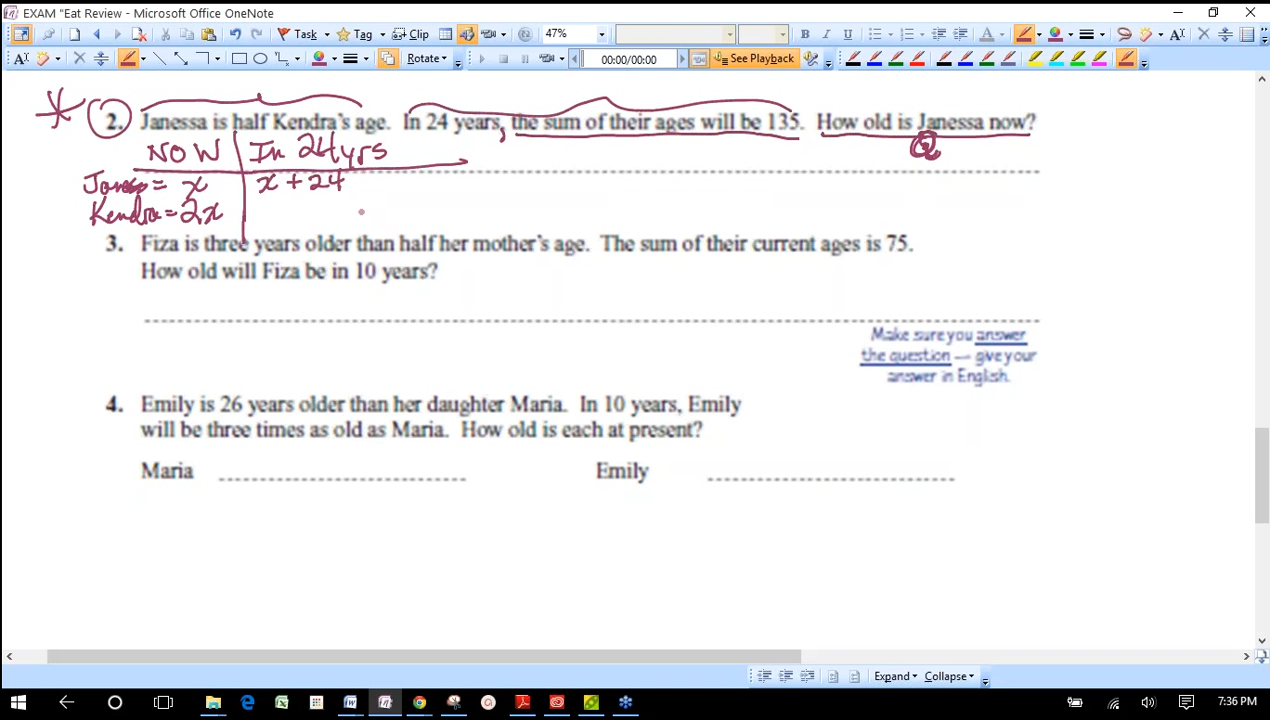 EXAM "Eat Review - Microsoft Office OneNote
Task Tag Clip 47% B I U
Rotate 00:00/00:00 See Playback
2. Janessa is half Kendra's age. In 24 years, the sum of their ages will be 135. How old is Janessa now?
NOW In 24 yrs
= x x + 24
Kendra = 2x
3. Fiza is three years older than half her mother's age. The sum of their current ages is 75.
How old will Fiza be in 10 years?
Make sure you answer
the question — give your
answer in English.
4. Emily is 26 years older than her daughter Maria. In 10 years, Emily
will be three times as old as Maria. How old is each at present?
Maria Emily
Expand Collapse
7:36 PM